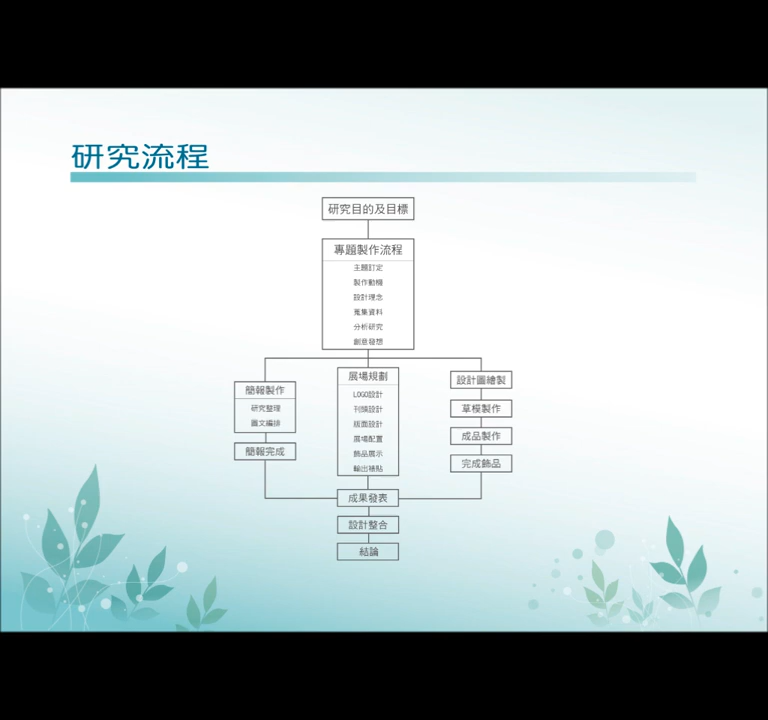 研究流程
研究目的及目標
專題製作流程
主題訂定
製作動機
設計理念
蒐集資料
分析研究
創意發想
簡報製作
研究整理
圖文編排
簡報完成
展場規劃
LOGO設計
刊頭設計
版面設計
展場配置
飾品展示
輸出裱貼
設計圖繪製
草模製作
成品製作
完成飾品
成果發表
設計整合
結論